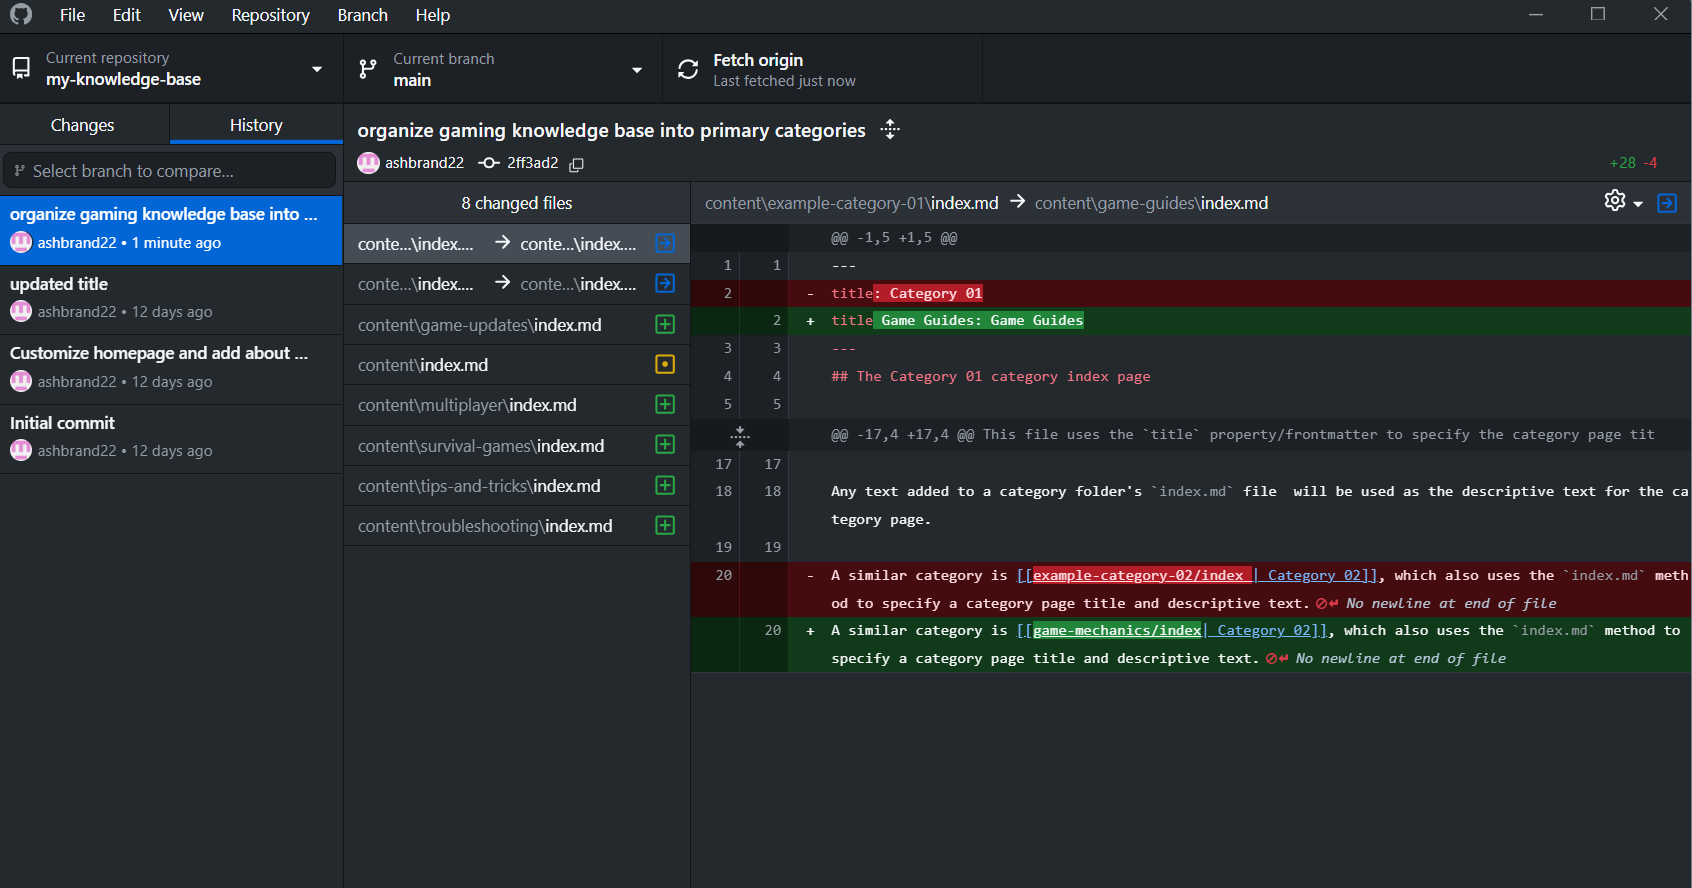 File Edit View Repository Branch Help
Current repository
my-knowledge-base
Current branch
main
Fetch origin
Last fetched just now
Changes
History
Select branch to compare...
organize gaming knowledge base into ...
ashbrand22 • 1 minute ago
updated title
ashbrand22 • 12 days ago
Customize homepage and add about ...
ashbrand22 • 12 days ago
Initial commit
ashbrand22 • 12 days ago
organize gaming knowledge base into primary categories
ashbrand22 2ff3ad2
+28 -4
8 changed files
conte...\index.... → conte...\index....
conte...\index.... → conte...\index....
content\game-updates\index.md
content\index.md
content\multiplayer\index.md
content\survival-games\index.md
content\tips-and-tricks\index.md
content\troubleshooting\index.md
content\example-category-01\index.md → content\game-guides\index.md
@@ -1,5 +1,5 @@
1 1 ---
2 - title: Category 01
2 + title Game Guides: Game Guides
3 3 ---
4 4 ## The Category 01 category index page
5 5
@@ -17,4 +17,4 @@ This file uses the `title` property/frontmatter to specify the category page tit
17 17
18 18 Any text added to a category folder's `index.md` file  will be used as the descriptive text for the ca
tegory page.
19 19
20 - A similar category is [[example-category-02/index | Category 02]], which also uses the `index.md` meth
od to specify a category page title and descriptive text. No newline at end of file
20 + A similar category is [[game-mechanics/index| Category 02]], which also uses the `index.md` method to
specify a category page title and descriptive text. No newline at end of file